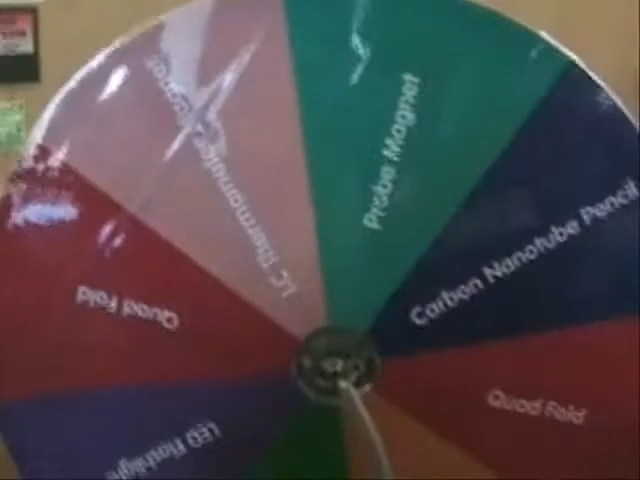 LC Thermometer
Probe Magnet
Carbon Nanotube Pencil
Quad Fold
Quad Fold
LED Flashlight